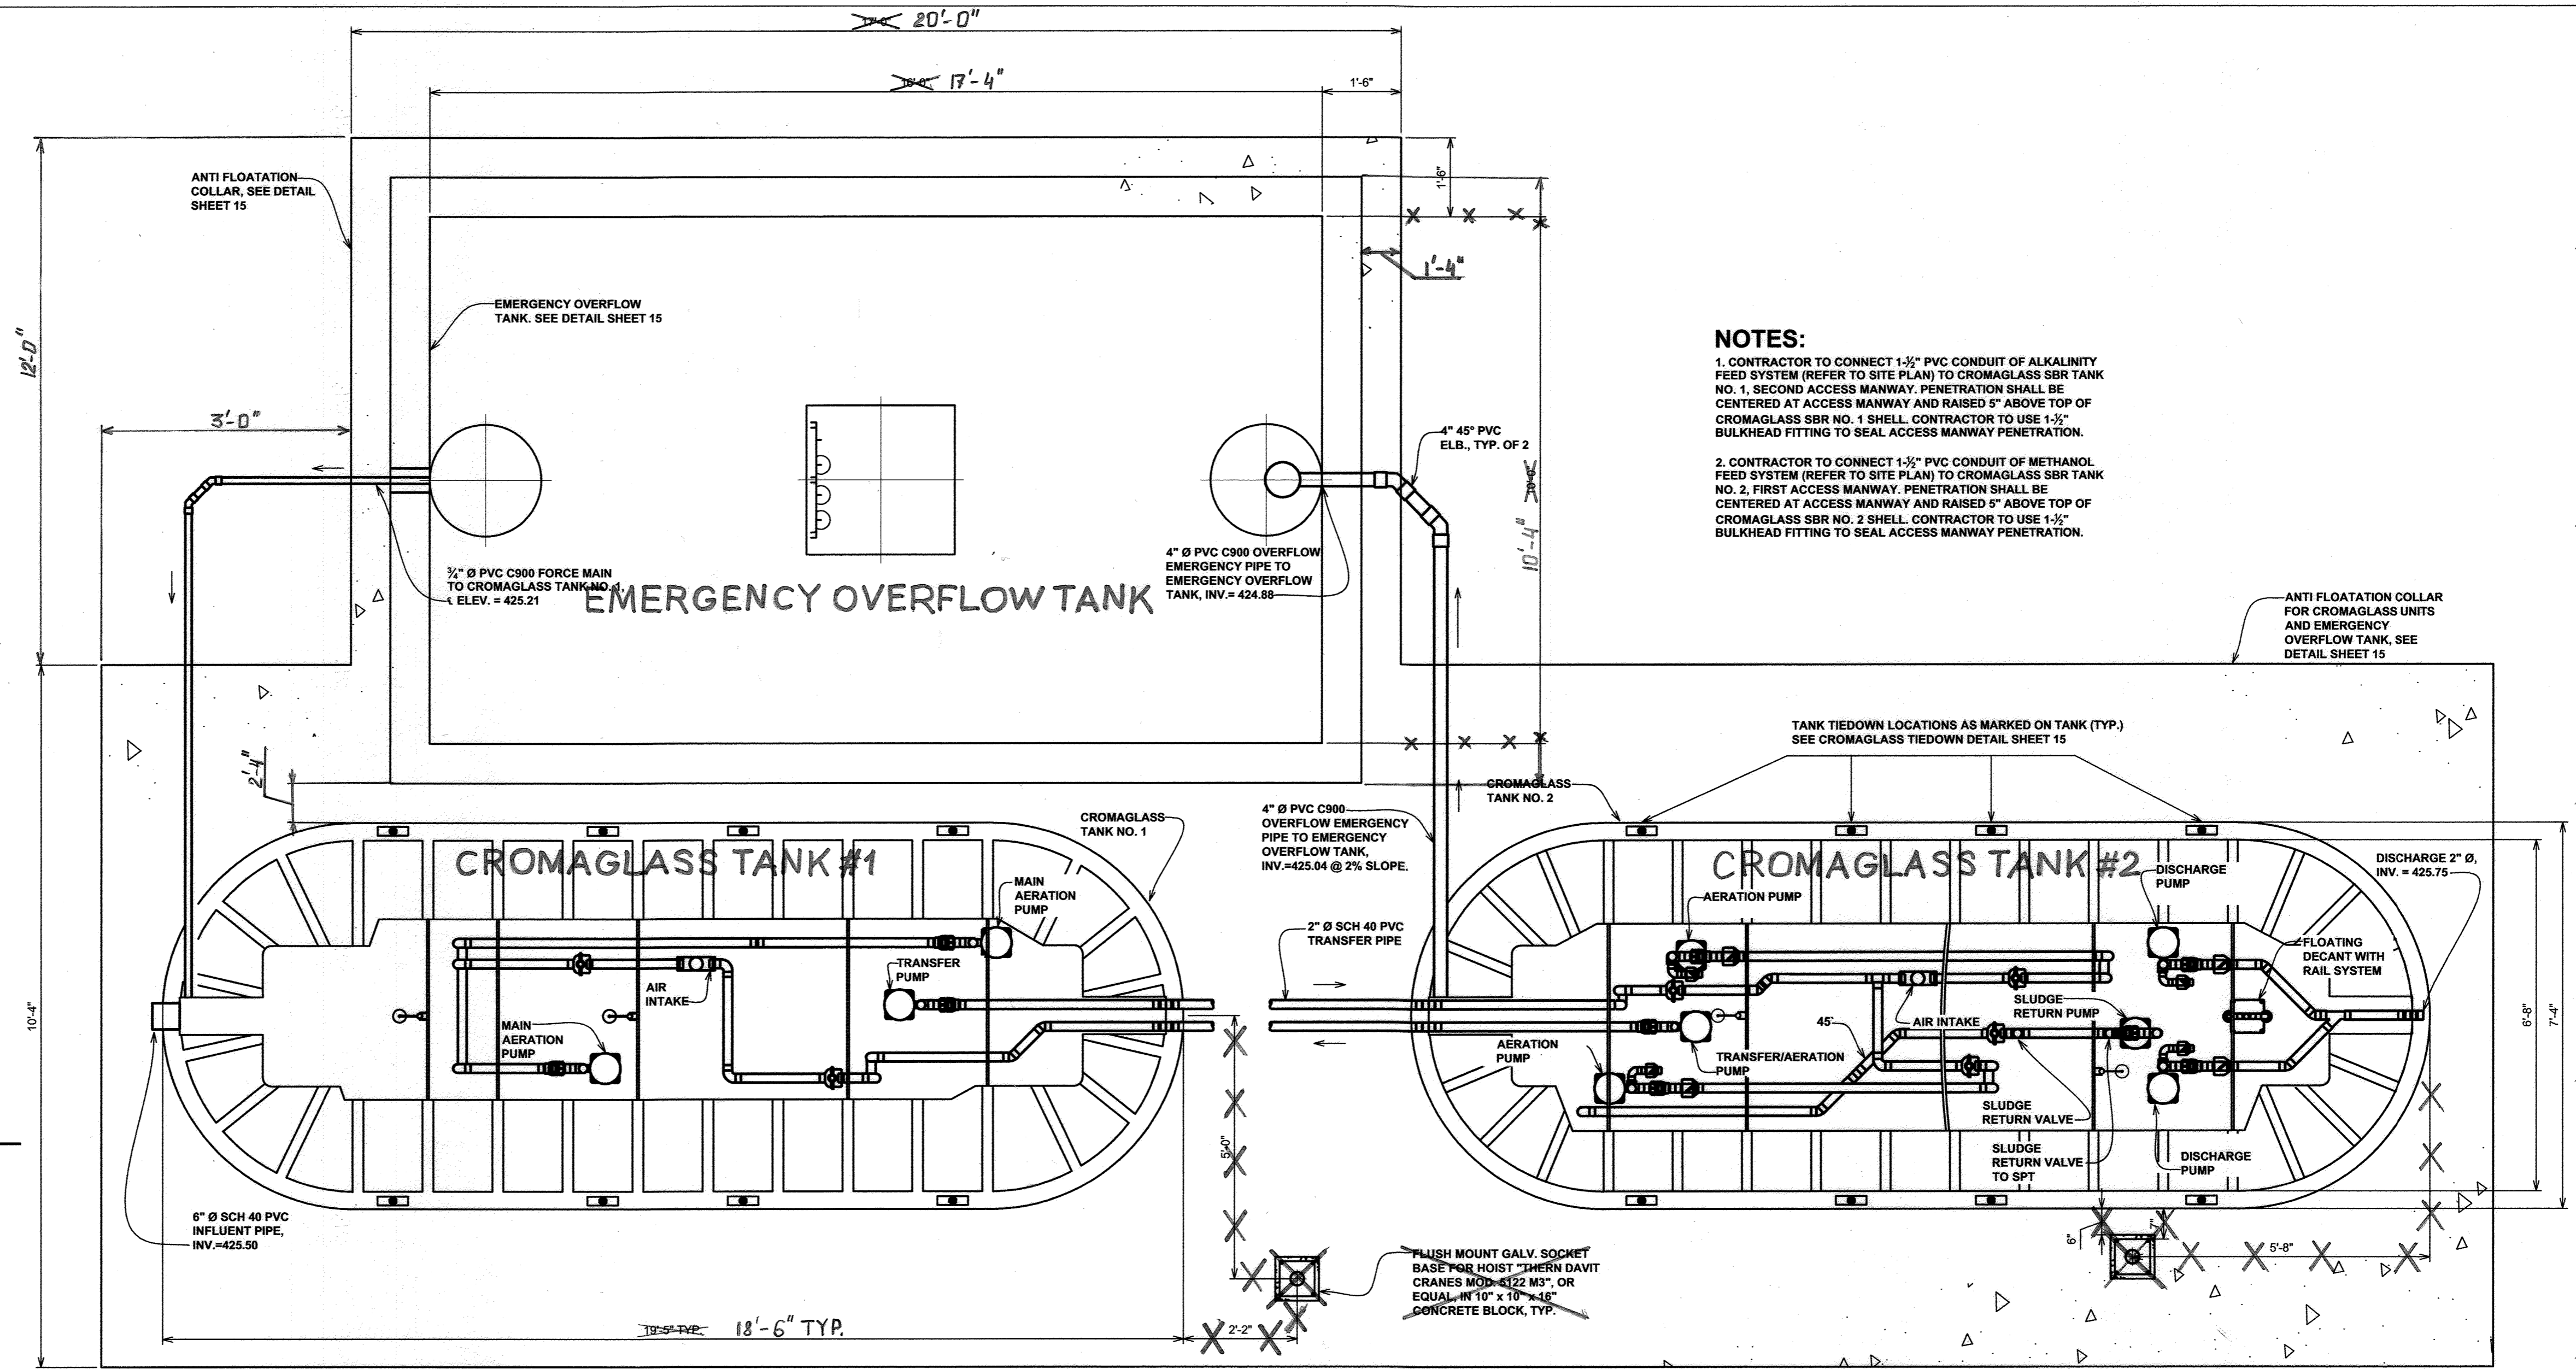 17'-0" 20'-0"
16'-0" 17'-4"
1'-6"
ANTI FLOATATION
COLLAR, SEE DETAIL
SHEET 15
1'-6"
1'-4"
12'-0"
EMERGENCY OVERFLOW
TANK. SEE DETAIL SHEET 15
3'-0"
4" 45° PVC
ELB., TYP. OF 2
10'-0"
10'-4"
¾" Ø PVC C900 FORCE MAIN
TO CROMAGLASS TANK NO. 1,
℄ ELEV. = 425.21
EMERGENCY OVERFLOW TANK
4" Ø PVC C900 OVERFLOW
EMERGENCY PIPE TO
EMERGENCY OVERFLOW
TANK, INV.= 424.88
NOTES:
1. CONTRACTOR TO CONNECT 1-½" PVC CONDUIT OF ALKALINITY
FEED SYSTEM (REFER TO SITE PLAN) TO CROMAGLASS SBR TANK
NO. 1, SECOND ACCESS MANWAY. PENETRATION SHALL BE
CENTERED AT ACCESS MANWAY AND RAISED 5" ABOVE TOP OF
CROMAGLASS SBR NO. 1 SHELL. CONTRACTOR TO USE 1-½"
BULKHEAD FITTING TO SEAL ACCESS MANWAY PENETRATION.
2. CONTRACTOR TO CONNECT 1-½" PVC CONDUIT OF METHANOL
FEED SYSTEM (REFER TO SITE PLAN) TO CROMAGLASS SBR TANK
NO. 2, FIRST ACCESS MANWAY. PENETRATION SHALL BE
CENTERED AT ACCESS MANWAY AND RAISED 5" ABOVE TOP OF
CROMAGLASS SBR NO. 2 SHELL. CONTRACTOR TO USE 1-½"
BULKHEAD FITTING TO SEAL ACCESS MANWAY PENETRATION.
ANTI FLOATATION COLLAR
FOR CROMAGLASS UNITS
AND EMERGENCY
OVERFLOW TANK, SEE
DETAIL SHEET 15
TANK TIEDOWN LOCATIONS AS MARKED ON TANK (TYP.)
SEE CROMAGLASS TIEDOWN DETAIL SHEET 15
2'-4"
CROMAGLASS
TANK NO. 1
4" Ø PVC C900
OVERFLOW EMERGENCY
PIPE TO EMERGENCY
OVERFLOW TANK,
INV.=425.04 @ 2% SLOPE.
CROMAGLASS
TANK NO. 2
CROMAGLASS TANK #1
CROMAGLASS TANK #2
MAIN
AERATION
PUMP
TRANSFER
PUMP
AIR
INTAKE
MAIN
AERATION
PUMP
2" Ø SCH 40 PVC
TRANSFER PIPE
AERATION PUMP
DISCHARGE
PUMP
DISCHARGE 2" Ø,
INV. = 425.75
FLOATING
DECANT WITH
RAIL SYSTEM
SLUDGE
RETURN PUMP
AIR INTAKE
45°
AERATION
PUMP
TRANSFER/AERATION
PUMP
SLUDGE
RETURN VALVE
SLUDGE
RETURN VALVE
TO SPT
DISCHARGE
PUMP
10'-4"
6'-8"
7'-4"
5'-0"
6" Ø SCH 40 PVC
INFLUENT PIPE,
INV.=425.50
FLUSH MOUNT GALV. SOCKET
BASE FOR HOIST "THERN DAVIT
CRANES MOD. 5122 M3", OR
EQUAL, IN 10" x 10" x 16"
CONCRETE BLOCK, TYP.
6"
7"
5'-8"
19'-5" TYP. 18'-6" TYP.
2'-2"